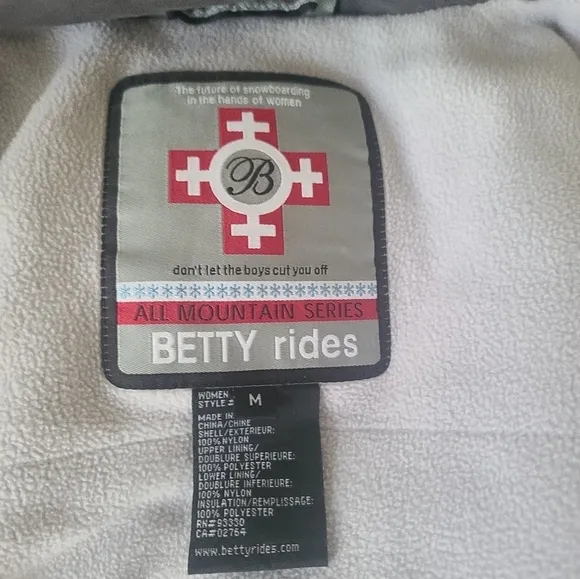 The future of snowboarding
in the hands of women
B
don't let the boys cut you off
ALL MOUNTAIN SERIES
BETTY rides
WOMEN
STYLE# M
MADE IN:
CHINA/CHINE
SHELL/EXTERIEUR:
100% NYLON
UPPER LINING/
DOUBLURE SUPERIEURE:
100% POLYESTER
LOWER LINING/
DOUBLURE INFERIEURE:
100% NYLON
INSULATION/REMPLISSAGE:
100% POLYESTER
RN#93330
CA#02764
www.bettyrides.com